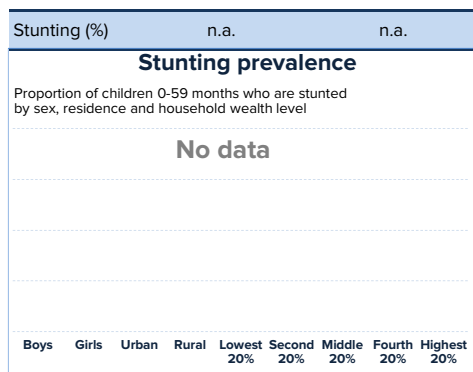 Stunting (%) n.a. n.a.
Stunting prevalence
Proportion of children 0-59 months who are stunted
by sex, residence and household wealth level
No data
Boys Girls Urban Rural Lowest Second Middle Fourth Highest
20% 20% 20% 20% 20%